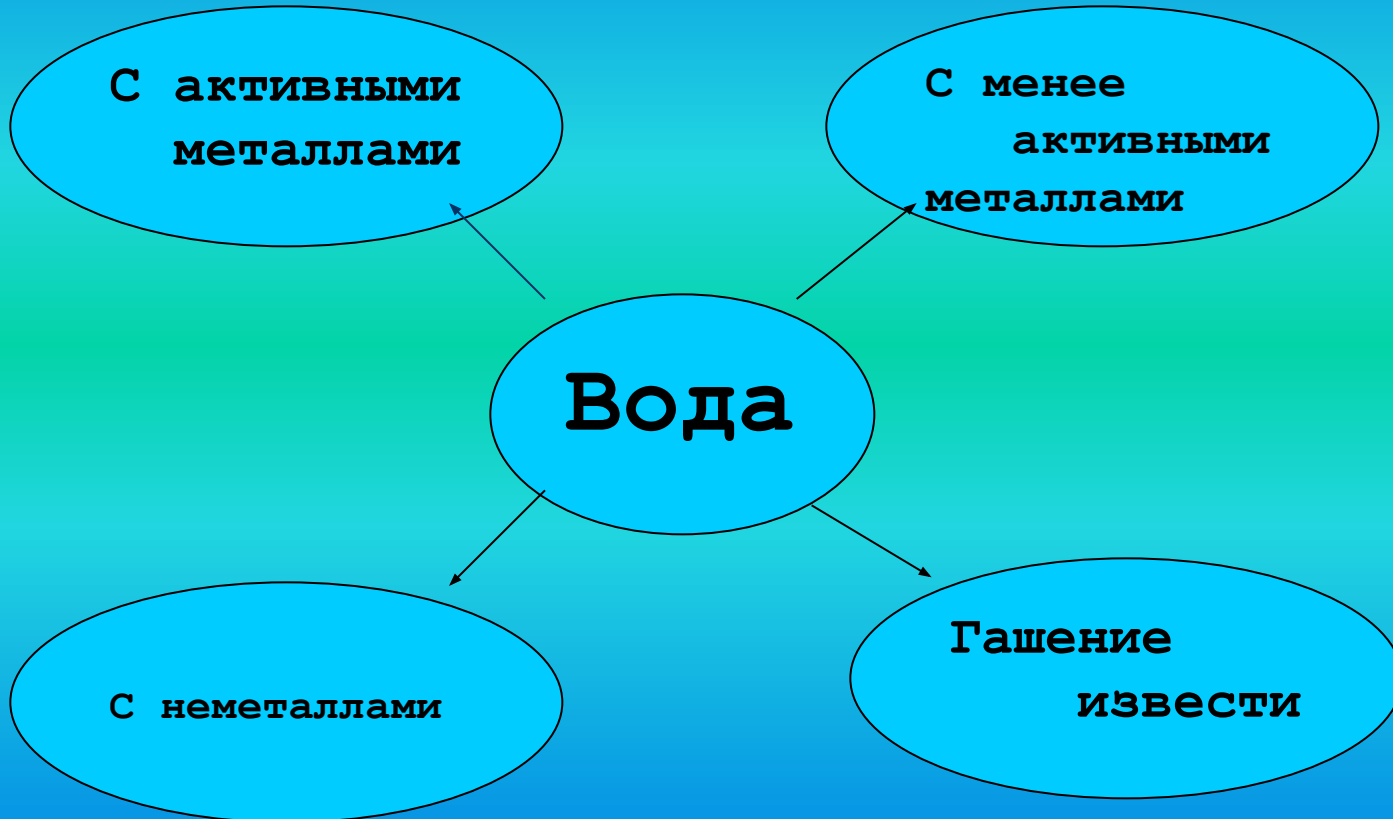 С активными
металлами
С менее
активными
металлами
Вода
С неметаллами
Гашение
извести